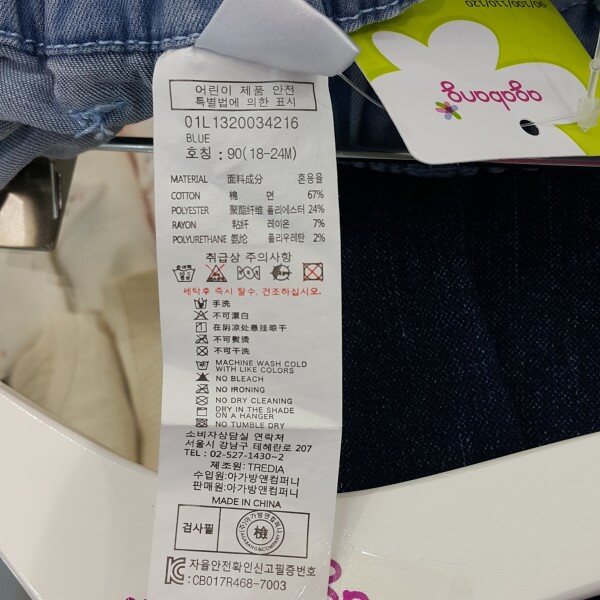 어린이 제품 안전
특별법에 의한 표시
01L1320034216
BLUE
호칭 : 90(18-24M)
MATERIAL 面料成分 혼용율
COTTON 棉 면 67%
POLYESTER 聚酯纤维 폴리에스터 24%
RAYON 粘纤 레이온 7%
POLYURETHANE 氨纶 폴리우레탄 2%
취급상 주의사항
세탁후 즉시 탈수, 건조하십시오.
手洗
不可漂白
在阴凉处悬挂晾干
不可熨烫
不可干洗
MACHINE WASH COLD
WITH LIKE COLORS
NO BLEACH
NO IRONING
NO DRY CLEANING
DRY IN THE SHADE
ON A HANGER
NO TUMBLE DRY
소비자상담실 연락처
서울시 강남구 테헤란로 207
TEL : 02-527-1430~2
제조원: TREDIA
수입원: 아가방앤컴퍼니
판매원: 아가방앤컴퍼니
MADE IN CHINA
검사필
檢
자율안전확인신고필증번호
:CB017R468-7003
90/100/110/120
agabang